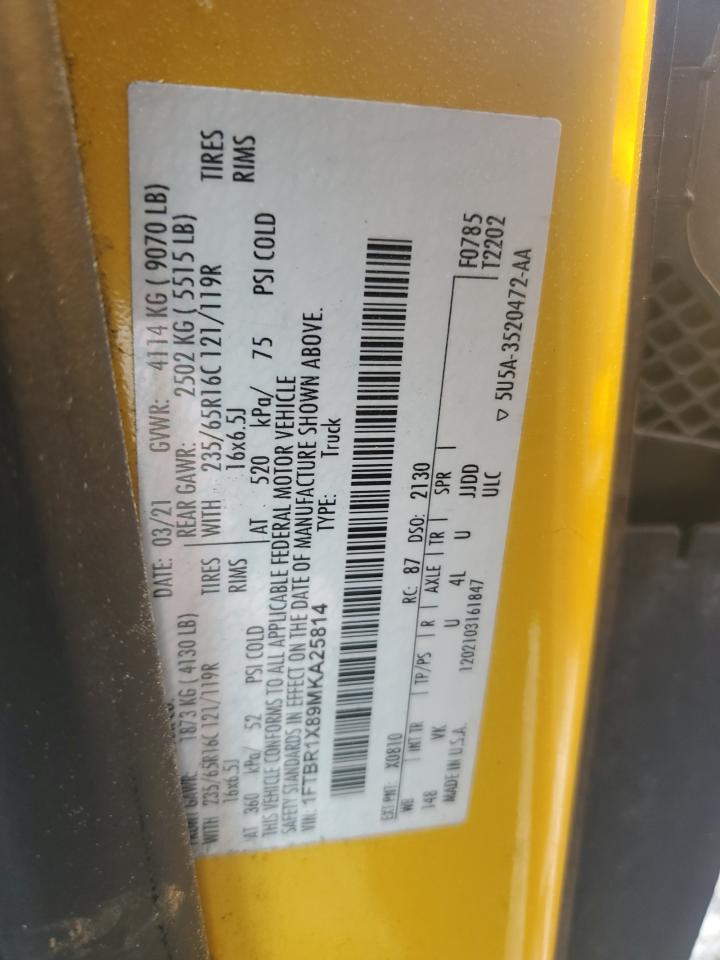 DATE: 03/21 GVWR: 4114 KG ( 9070 LB)
GAWR: 1873 KG ( 4130 LB) REAR GAWR: 2502 KG ( 5515 LB)
WITH 235/65R16C 121/119R TIRES WITH 235/65R16C 121/119R TIRES
16x6.5J RIMS 16x6.5J RIMS
AT 360 kPa/ 52 PSI COLD AT 520 kPa/ 75 PSI COLD
THIS VEHICLE CONFORMS TO ALL APPLICABLE FEDERAL MOTOR VEHICLE
SAFETY STANDARDS IN EFFECT ON THE DATE OF MANUFACTURE SHOWN ABOVE.
VIN: 1FTBR1X89MKA25814 TYPE: Truck
EXT PNT: X0810 RC: 87 DSO: 2130 F0785
WB INT TR TP/PS R AXLE TR SPR T2202
148 VK U 4L U JJDD
MADE IN U.S.A. 1202103161847 ULC
▽ 5U5A-3520472-AA